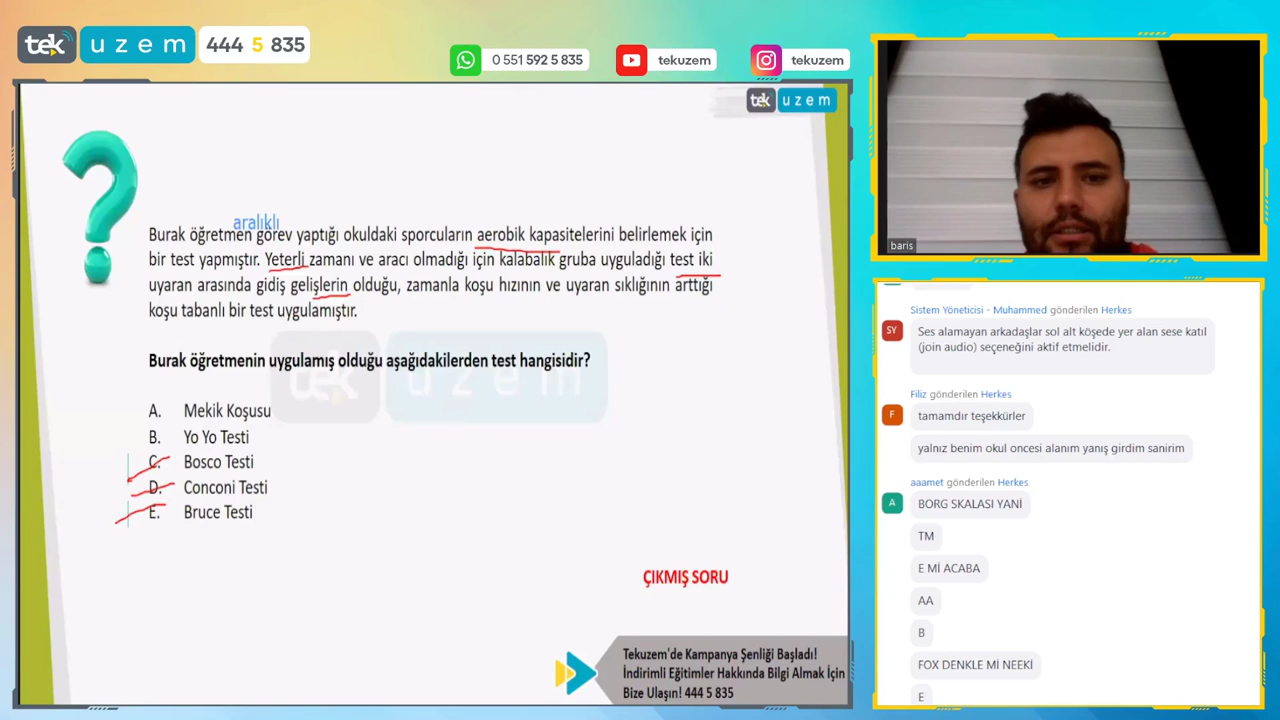 tek uzem 444 5 835
0 551 592 5 835
tekuzem
tekuzem
tek uzem
aralıklı
Burak öğretmen görev yaptığı okuldaki sporcuların aerobik kapasitelerini belirlemek için
bir test yapmıştır. Yeterli zamanı ve aracı olmadığı için kalabalık gruba uyguladığı test iki
uyaran arasında gidiş gelişlerin olduğu, zamanla koşu hızının ve uyaran sıklığının arttığı
koşu tabanlı bir test uygulamıştır.
Burak öğretmenin uygulamış olduğu aşağıdakilerden test hangisidir?
tek uzem
A. Mekik Koşusu
B. Yo Yo Testi
C. Bosco Testi
D. Conconi Testi
E. Bruce Testi
ÇIKMIŞ SORU
Tekuzem'de Kampanya Şenliği Başladı!
İndirimli Eğitimler Hakkında Bilgi Almak İçin
Bize Ulaşın! 444 5 835
baris
Sistem Yöneticisi - Muhammed gönderilen Herkes
SY
Ses alamayan arkadaşlar sol alt köşede yer alan sese katıl
(join audio) seçeneğini aktif etmelidir.
Filiz gönderilen Herkes
F
tamamdır teşekkürler
yalnız benim okul oncesi alanım yanış girdim sanirim
aaamet gönderilen Herkes
A
BORG SKALASI YANİ
TM
E Mİ ACABA
AA
B
FOX DENKLE Mİ NEEKİ
E